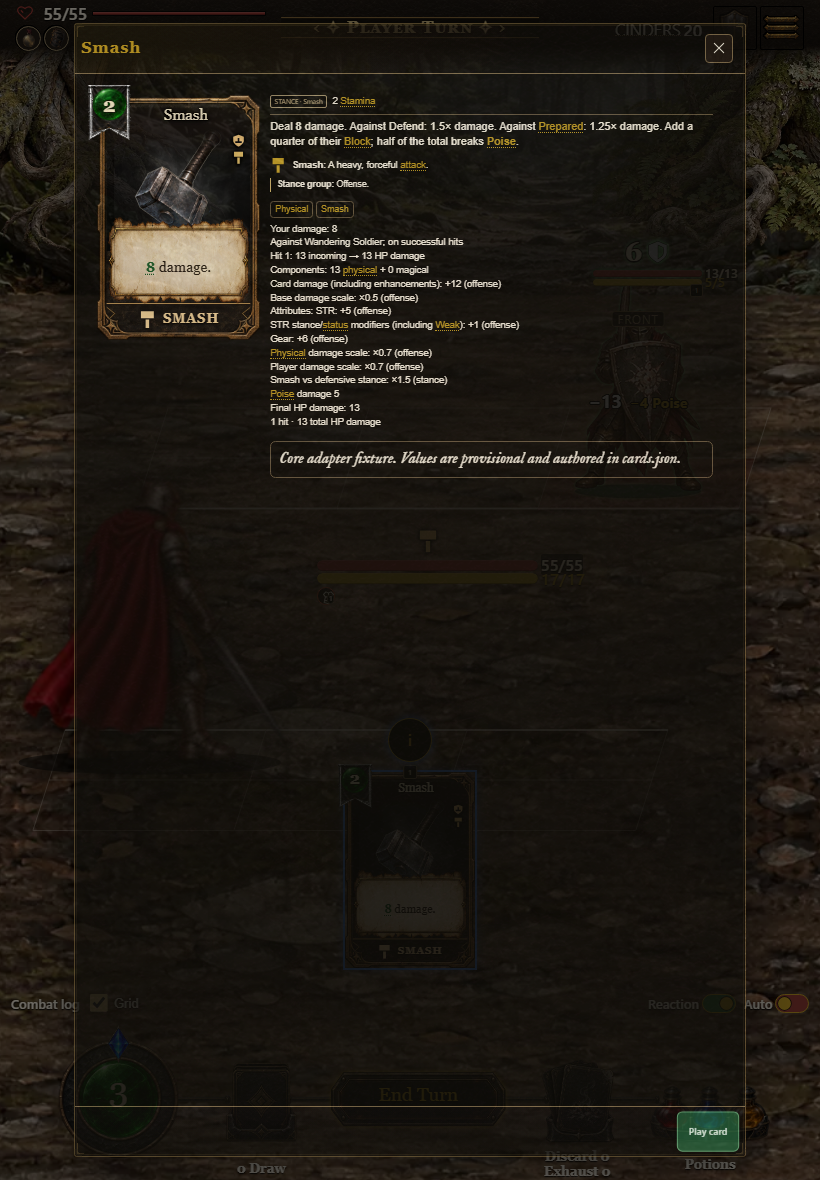 55/55
Player Turn
CINDERS 20
Smash
2
Smash
8 damage.
SMASH
STANCE · Smash 2 Stamina
Deal 8 damage. Against Defend: 1.5× damage. Against Prepared: 1.25× damage. Add a
quarter of their Block; half of the total breaks Poise.
Smash: A heavy, forceful attack.
Stance group: Offense.
Physical Smash
Your damage: 8
Against Wandering Soldier; on successful hits
Hit 1: 13 incoming → 13 HP damage
Components: 13 physical + 0 magical
Card damage (including enhancements): +12 (offense)
Base damage scale: ×0.5 (offense)
Attributes: STR: +5 (offense)
STR stance/status modifiers (including Weak): +1 (offense)
Gear: +6 (offense)
Physical damage scale: ×0.7 (offense)
Player damage scale: ×0.7 (offense)
Smash vs defensive stance: ×1.5 (stance)
Poise damage 5
Final HP damage: 13
1 hit · 13 total HP damage
Core adapter fixture. Values are provisional and authored in cards.json.
6
13/13
FRONT
−13 −4 Poise
55/55
i
2
Smash
8 damage.
SMASH
Combat log Grid
Reaction Auto
3
End Turn
Play card
0 Draw
Discard 0
Exhaust 0
Potions